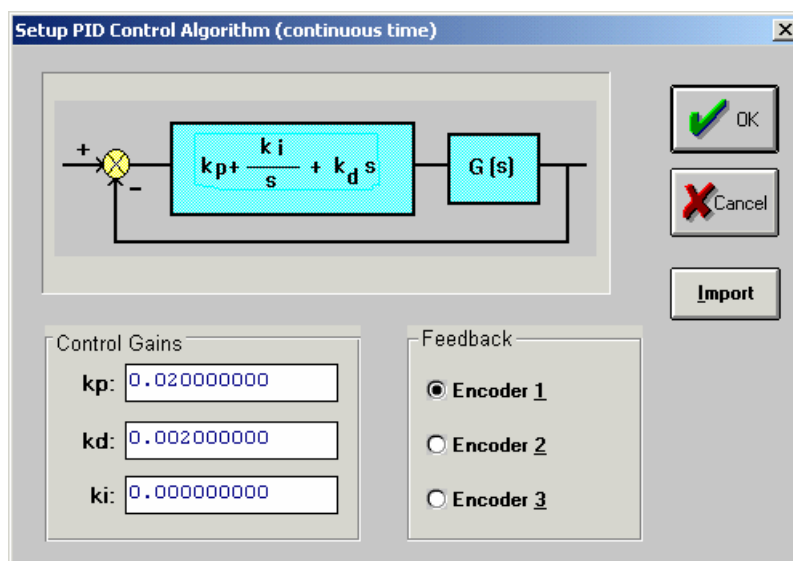 Setup PID Control Algorithm (continuous time)
+
-
kp+ ki/s + kd s
G(s)
OK
Cancel
Import
Control Gains
kp: 0.020000000
kd: 0.002000000
ki: 0.000000000
Feedback
Encoder 1
Encoder 2
Encoder 3